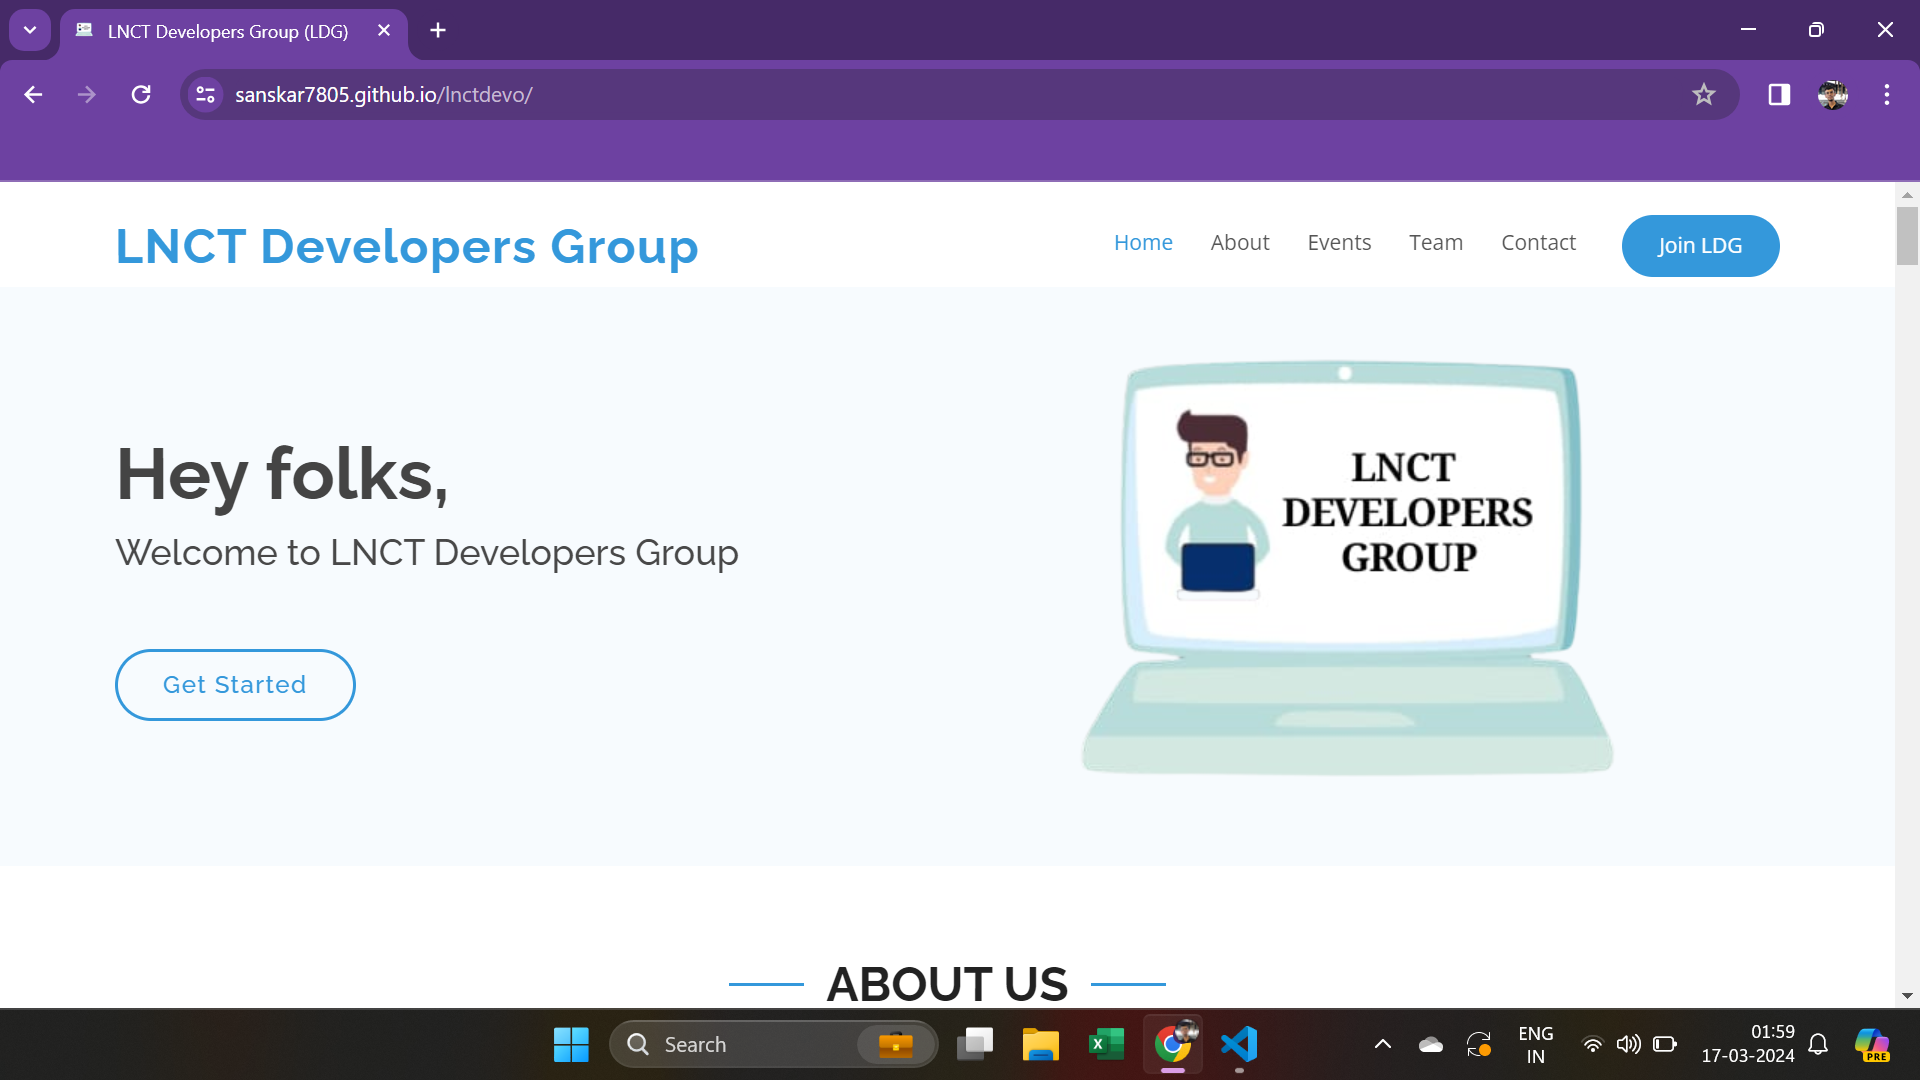 LNCT Developers Group (LDG)
sanskar7805.github.io/lnctdevo/
LNCT Developers Group
Home About Events Team Contact Join LDG
Hey folks,
Welcome to LNCT Developers Group
Get Started
LNCT
DEVELOPERS
GROUP
ABOUT US
Search
ENG
IN
01:59
17-03-2024
PRE